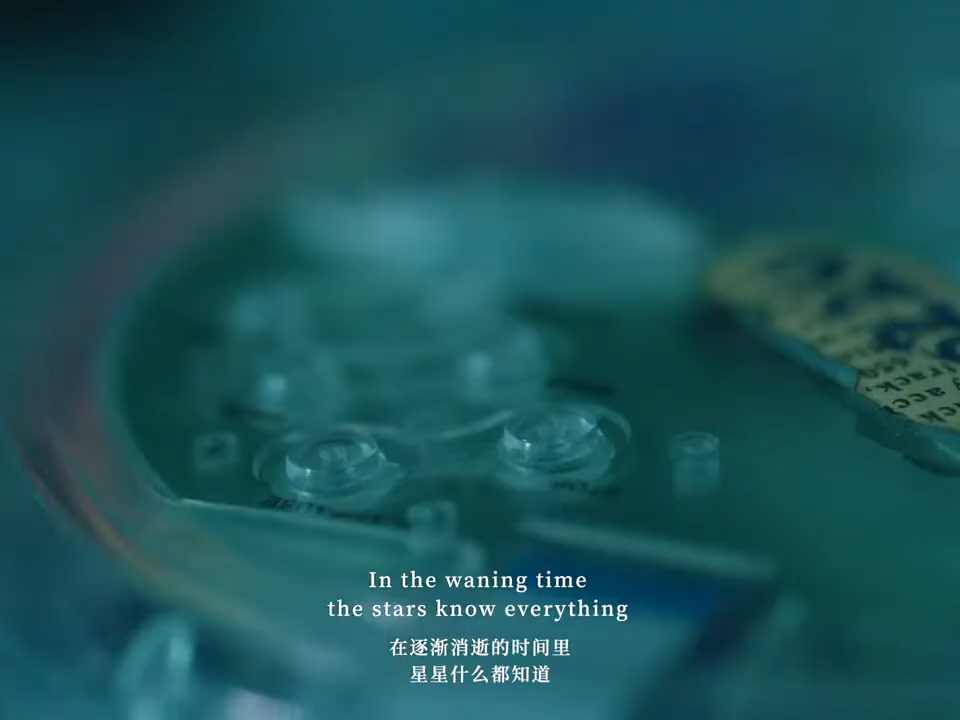 track,
In the waning time
the stars know everything
在逐渐消逝的时间里
星星什么都知道